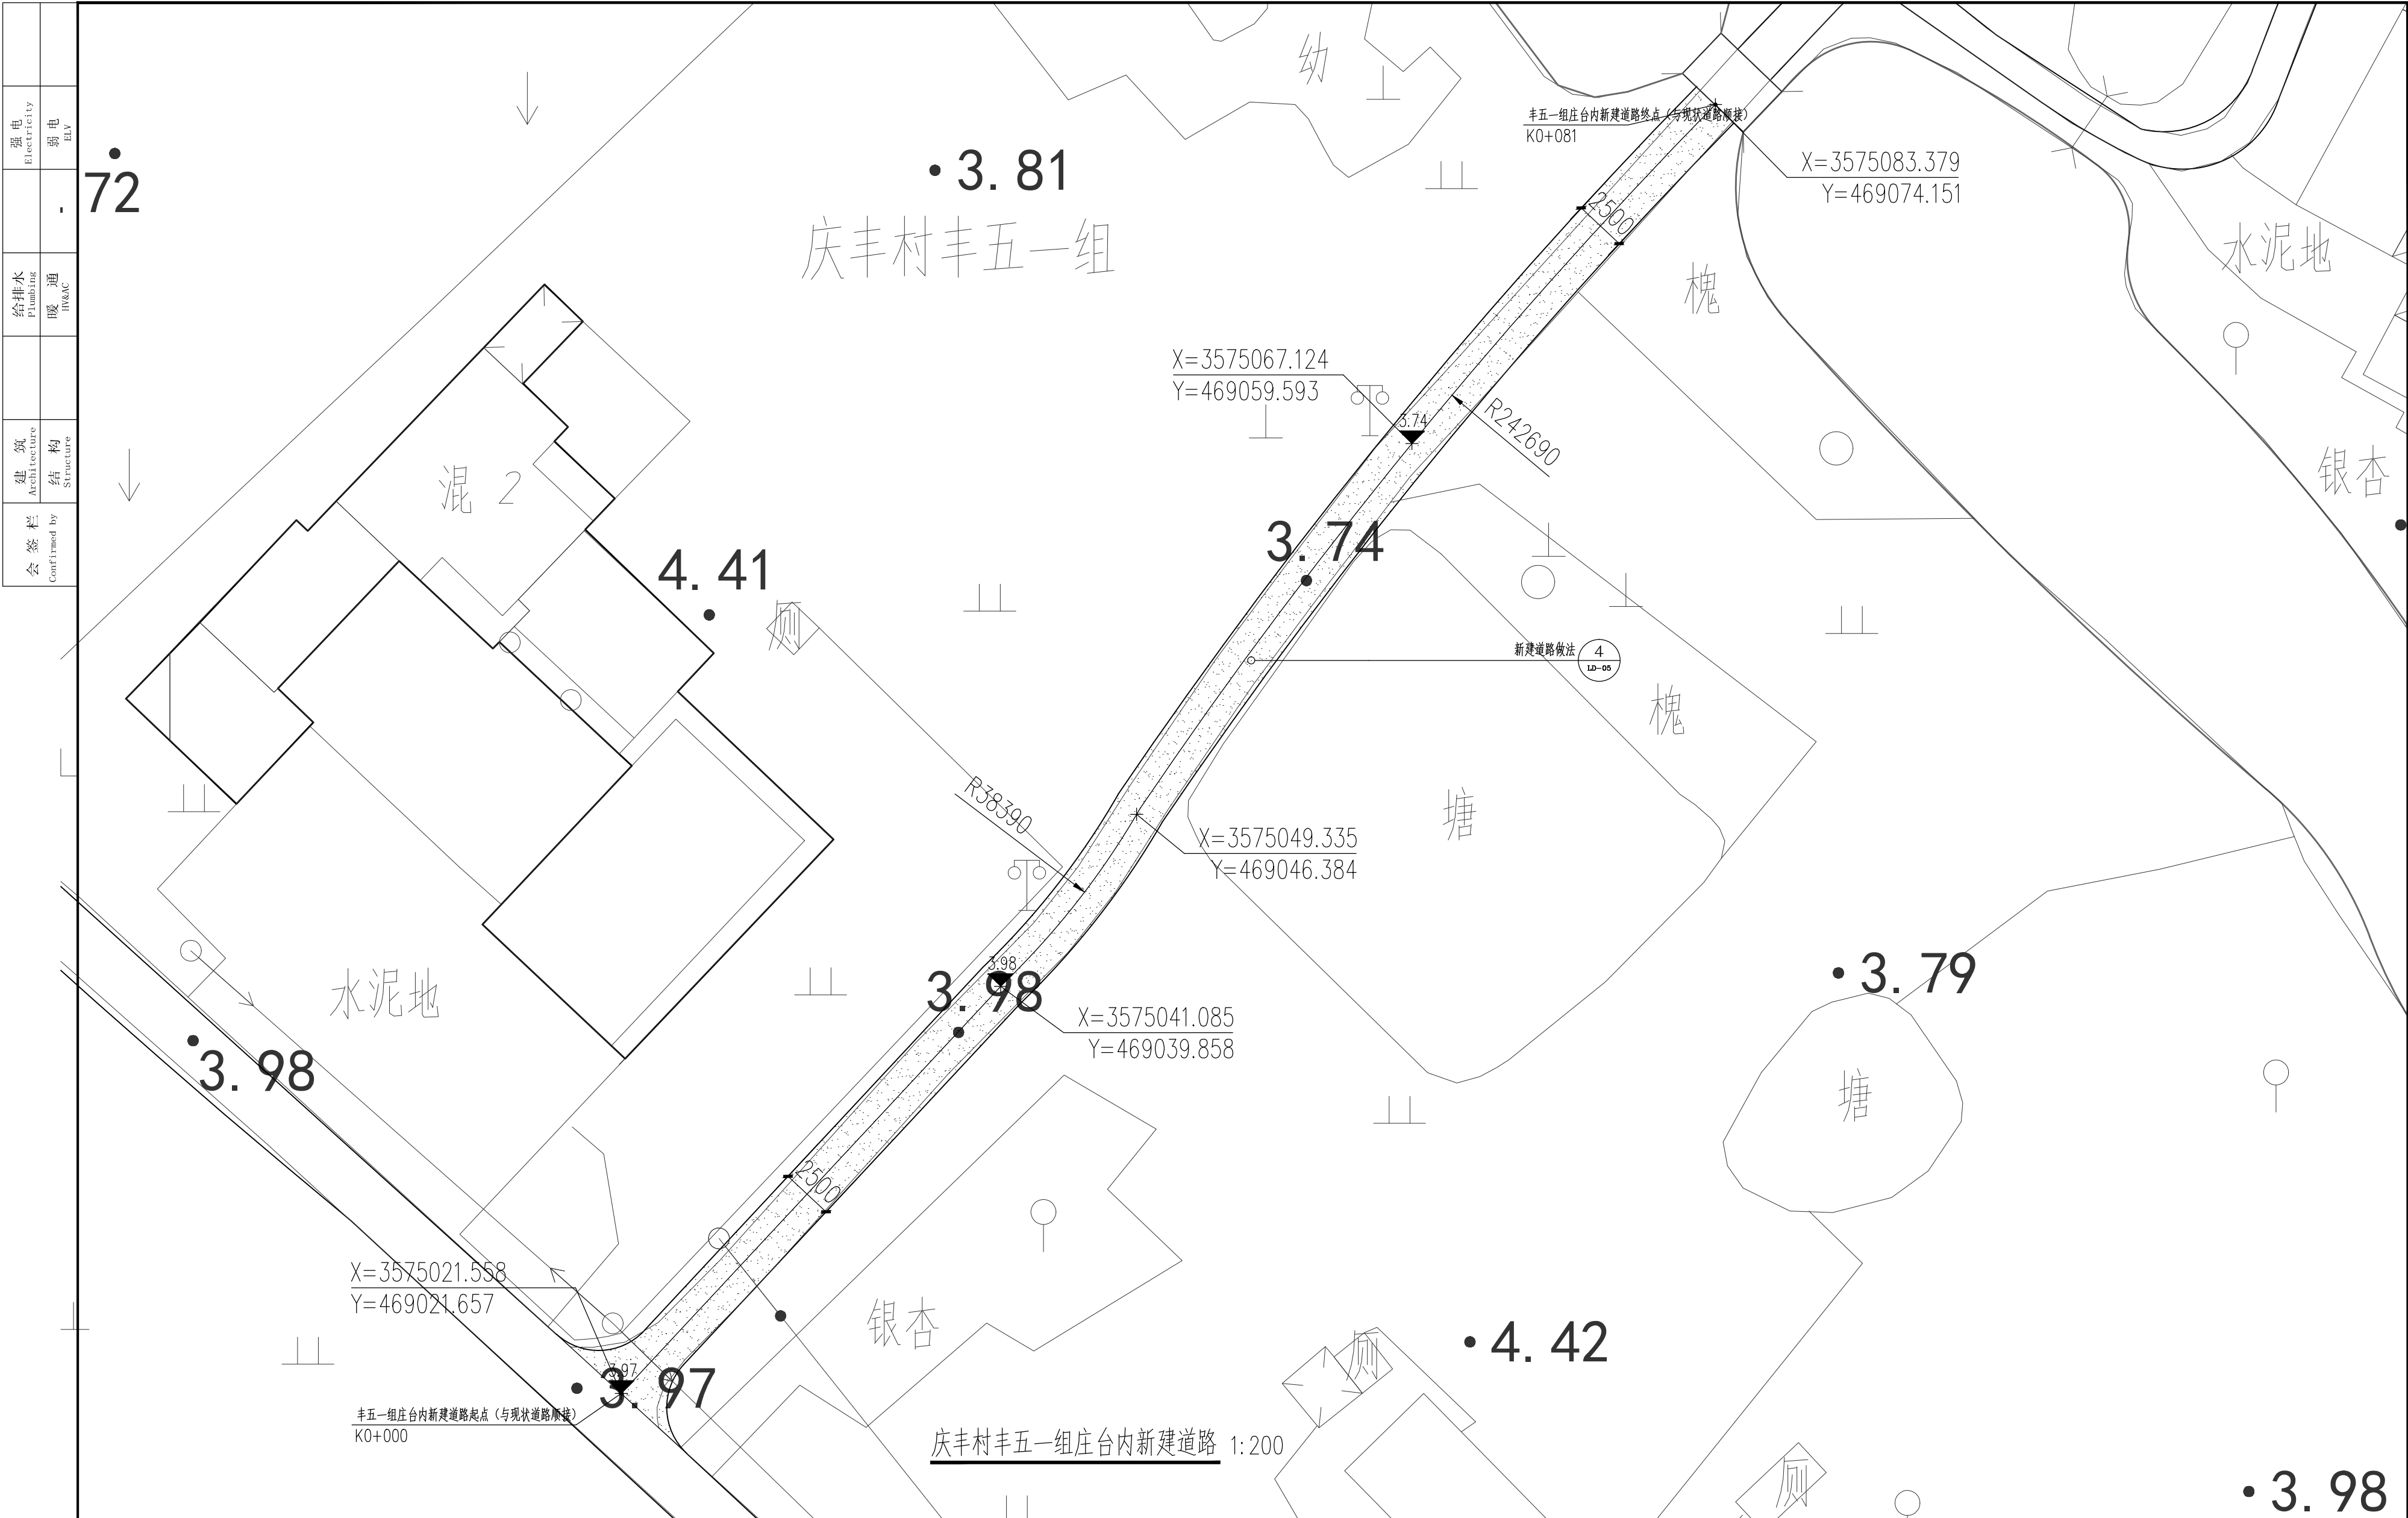 强 电
Electricity
弱 电
ELV
给排水
Plumbing
暖 通
HV&AC
建 筑
Architecture
结 构
Structure
会 签 栏
Confirmed by
. 72
幼
3.81
庆丰村丰五一组
丰五一组庄台内新建道路终点（与现状道路顺接）
K0+081
X=3575083.379
Y=469074.151
2500
槐
水泥地
银杏
X=3575067.124
Y=469059.593
3.74
R242690
混 2
4.41
厕
3.74
新建道路做法
4
LD-05
槐
塘
R38390
X=3575049.335
Y=469046.384
3.98
3.98
X=3575041.085
Y=469039.858
3.79
塘
水泥地
3.98
2500
X=3575021.558
Y=469021.657
3.97
3.97
丰五一组庄台内新建道路起点（与现状道路顺接）
K0+000
银杏
厕
4.42
庆丰村丰五一组庄台内新建道路 1:200
厕
3.98